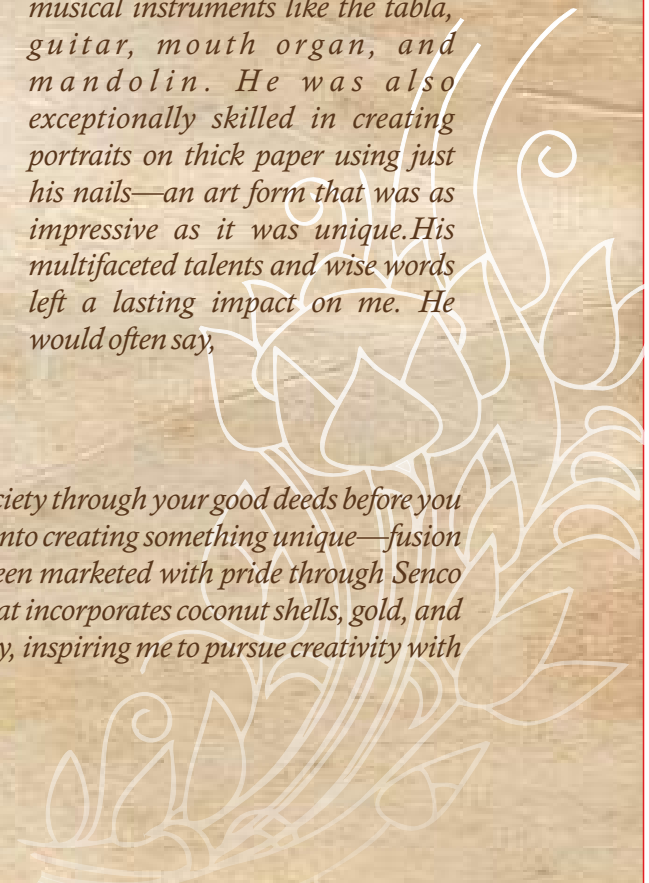 musical instruments like the tabla,
guitar, mouth organ, and
mandolin. He was also
exceptionally skilled in creating
portraits on thick paper using just
his nails—an art form that was as
impressive as it was unique.His
multifaceted talents and wise words
left a lasting impact on me. He
would often say,
through your good deeds before you
creating something unique—fusion
marketed with pride through Senco
incorporates coconut shells, gold, and
inspiring me to pursue creativity with